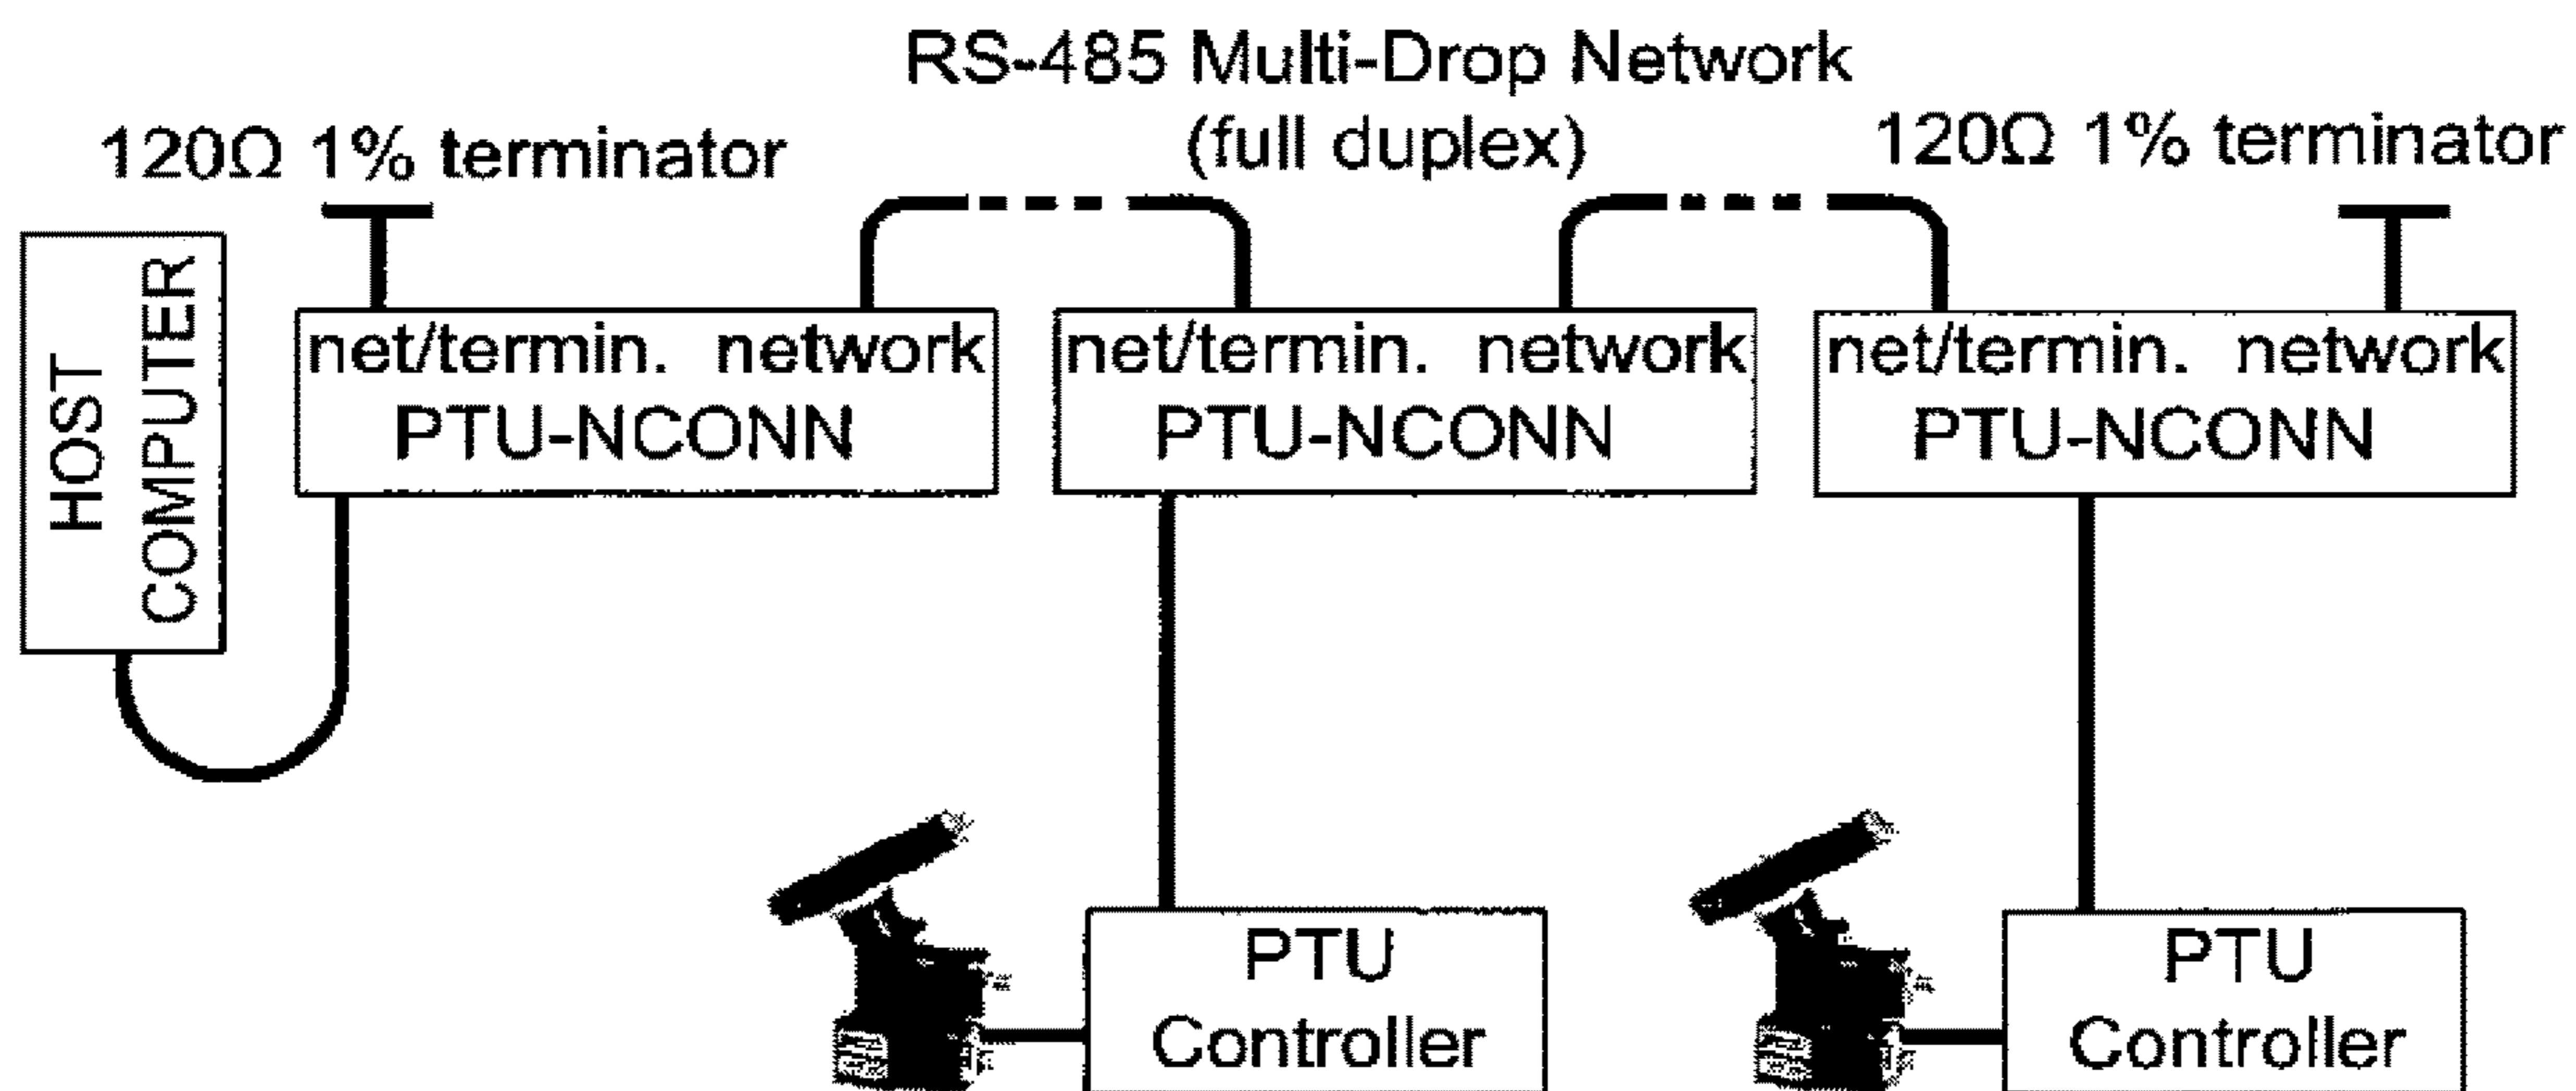 RS-485 Multi-Drop Network
(full duplex)
120Ω 1% terminator
120Ω 1% terminator
HOST
COMPUTER
net/termin. network
PTU-NCONN
net/termin. network
PTU-NCONN
net/termin. network
PTU-NCONN
PTU
Controller
PTU
Controller